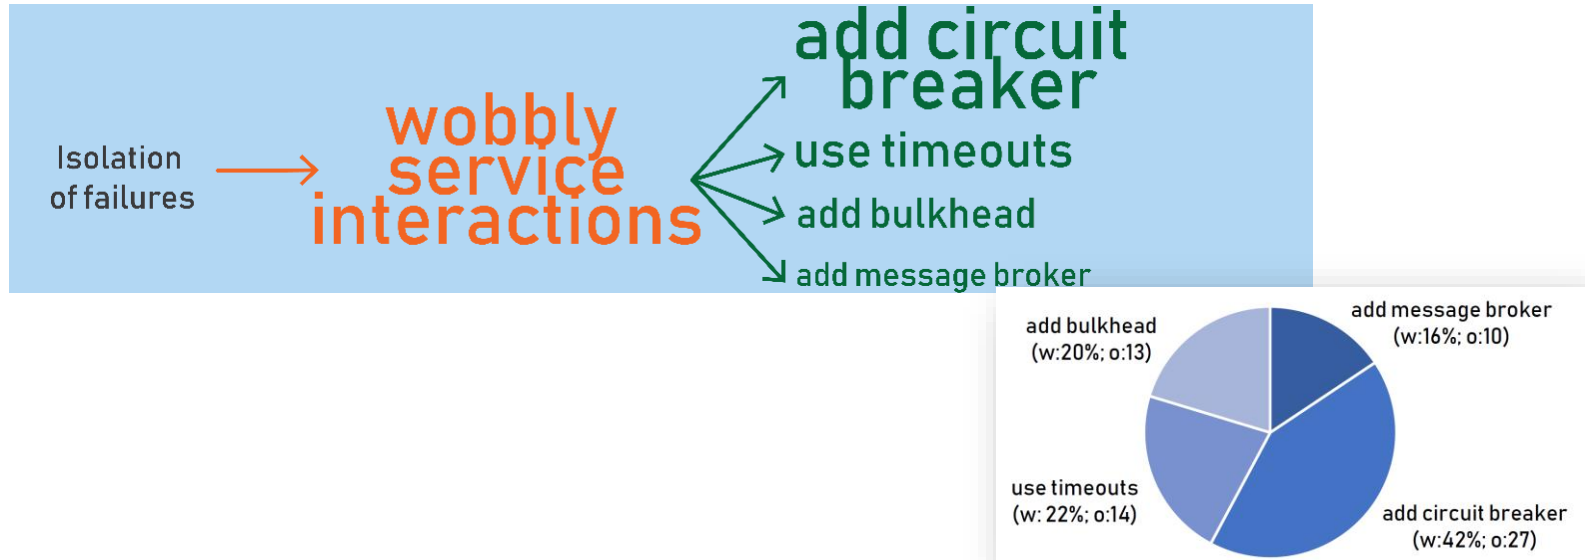 Isolation
of failures
wobbly
service
interactions
add circuit
breaker
use timeouts
add bulkhead
add message broker
add bulkhead
(w:20%; o:13)
add message broker
(w:16%; o:10)
use timeouts
(w: 22%; o:14)
add circuit breaker
(w:42%; o:27)